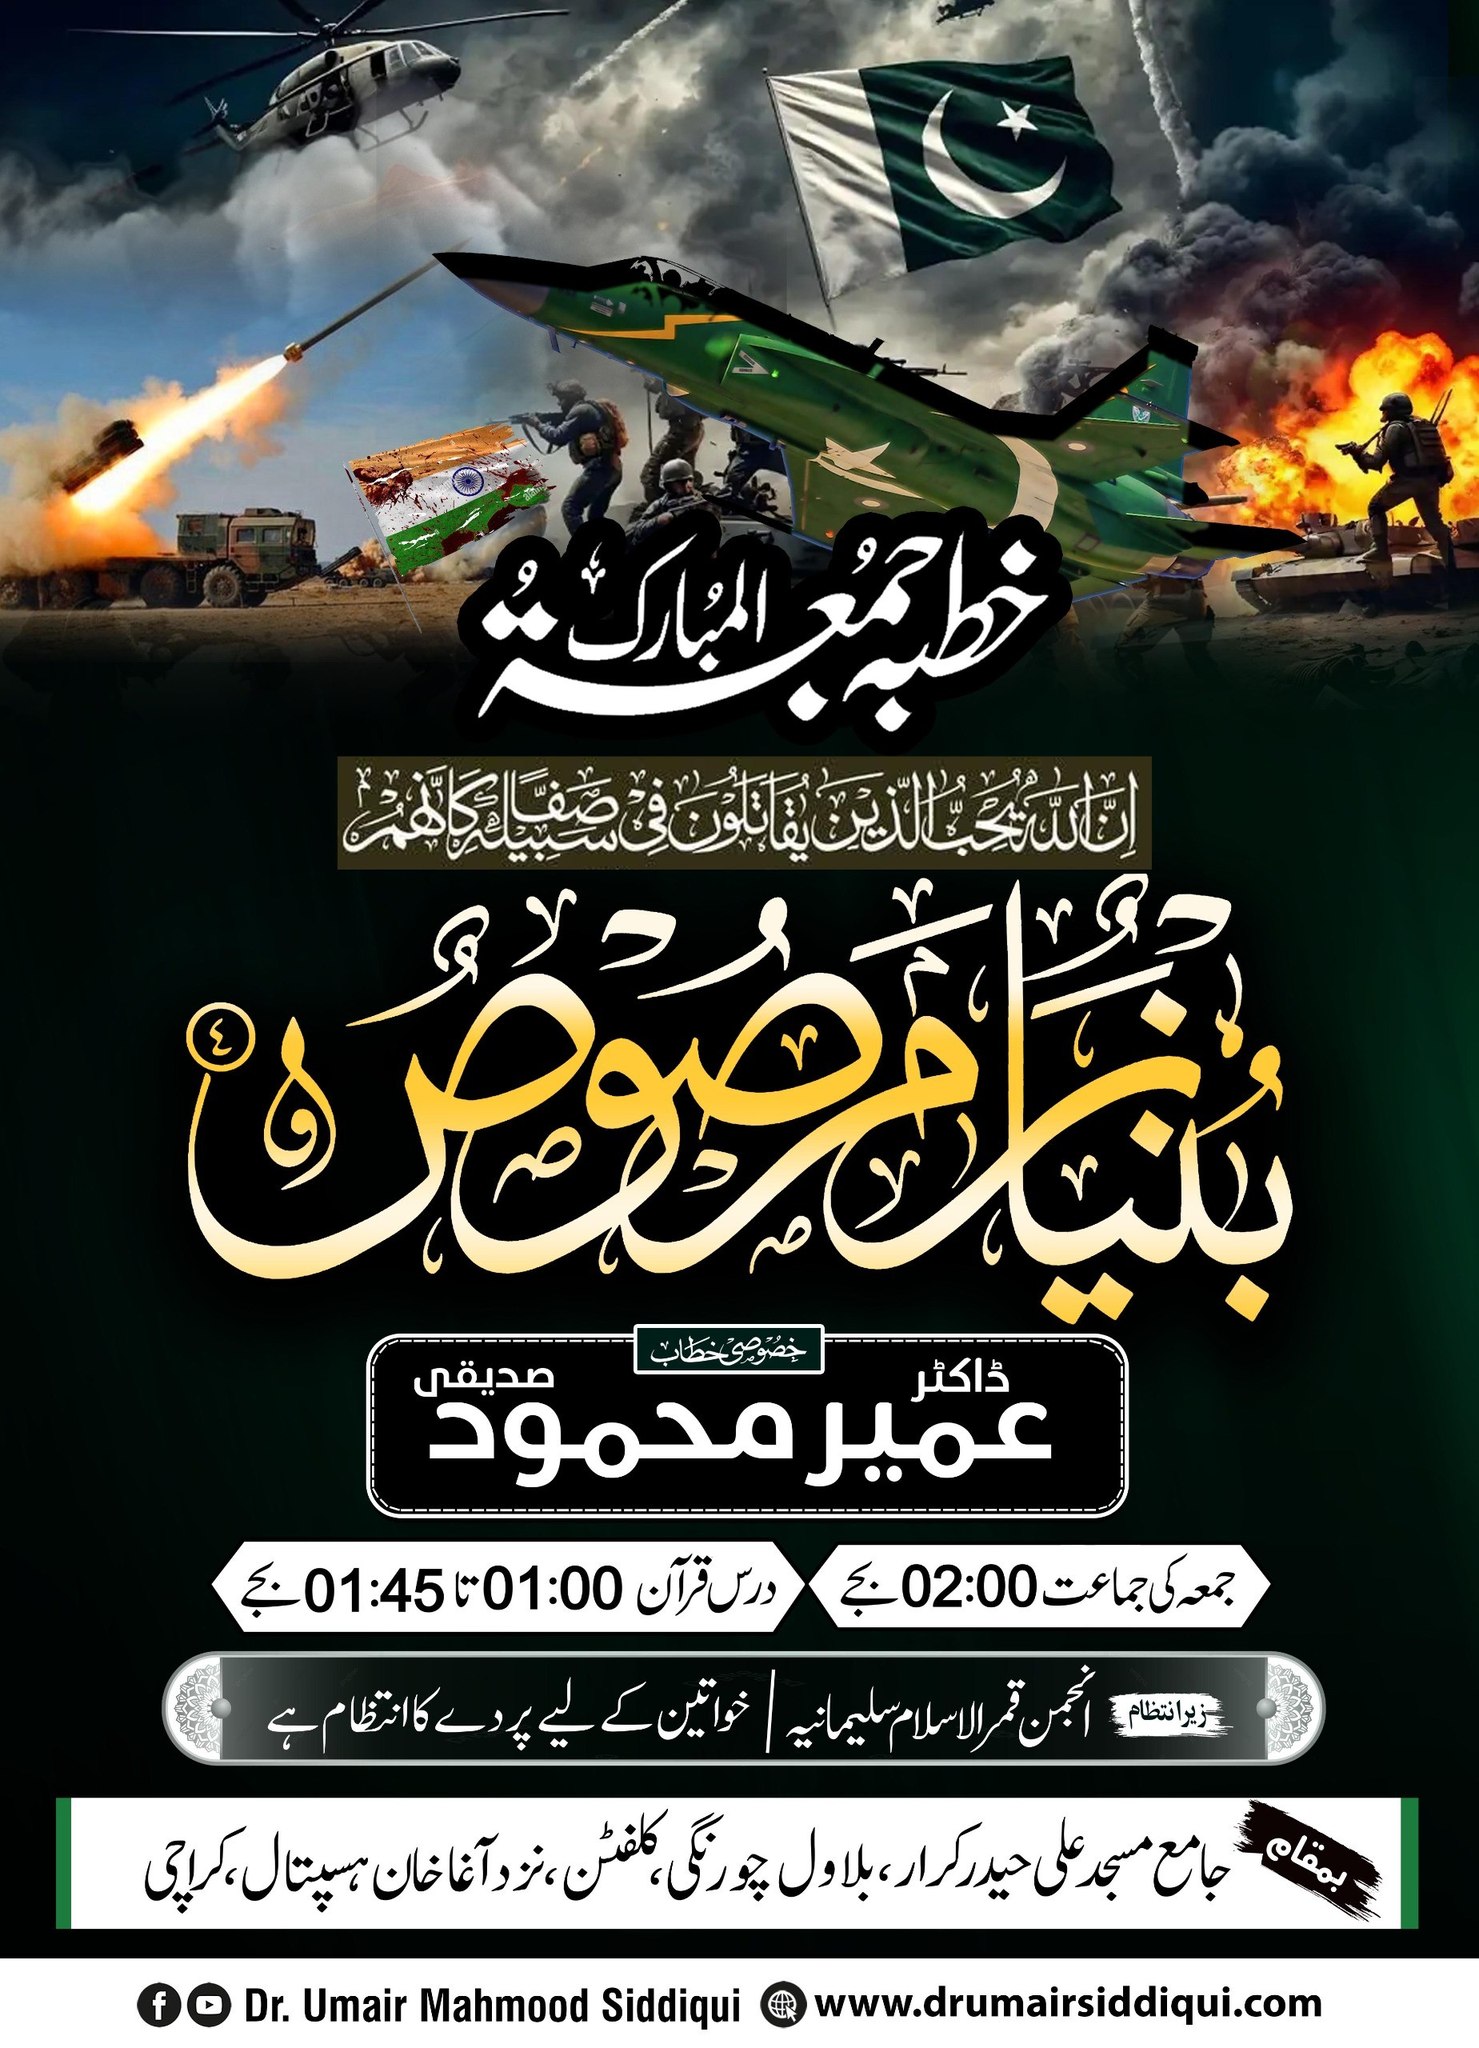 خطبہ جمعۃ المبارک
اِنَّ اللّٰهَ یُحِبُّ الَّذِیْنَ یُقَاتِلُوْنَ فِیْ سَبِیْلِهٖ صَفًّا كَاَنَّهُمْ
بُنْیَانٌ مَّرْصُوْصٌ ٤
خصوصی خطاب
ڈاکٹر عمیر محمود صدیقی
جمعہ کی جماعت 02:00 بجے
درس قرآن 01:00 تا 01:45 بجے
زیر انتظام انجمن قمر الاسلام سلیمانیہ | خواتین کے لیے پردے کا انتظام ہے
بمقام جامع مسجد علی حیدر کرار، بلاول چورنگی، کلفٹن، نزد آغا خان ہسپتال، کراچی
Dr. Umair Mahmood Siddiqui www.drumairsiddiqui.com